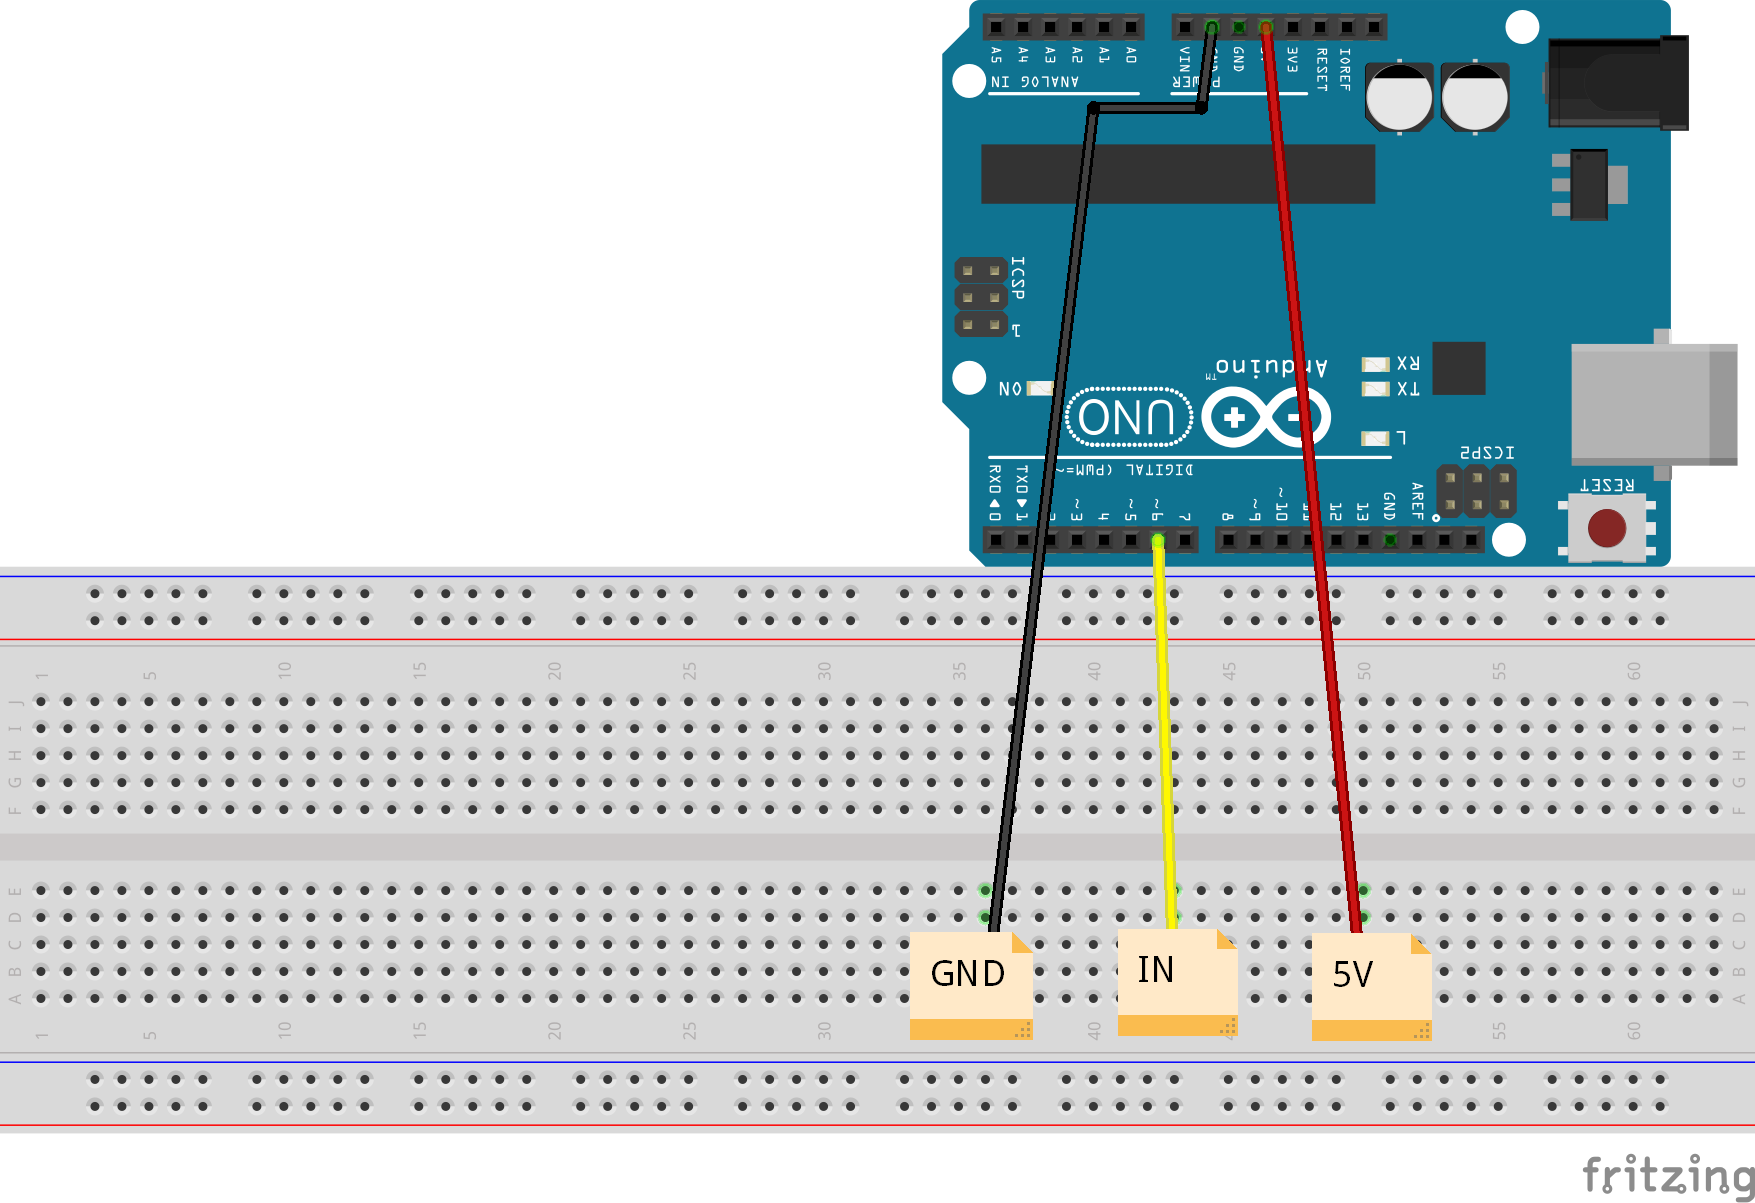 A5 A4 A3 A2 A1 A0
VIN GND 3V3 RESET IOREF
ANALOG IN
POWER
ICSP
1
Arduino
TM
RX
TX
ON
UNO
L
ICSP2
DIGITAL (PWM=~)
RESET
RX0 TX0
0 1 2 ~3 4 ~5 ~6 7 8 ~9 ~10 11 12 13 GND AREF
1 5 10 15 20 25 30 35 40 45 50 55 60
J J
I I
H H
G G
F F
E E
D D
C C
B B
A A
GND
IN
5V
1 5 10 15 20 25 30 40 55 60
fritzing